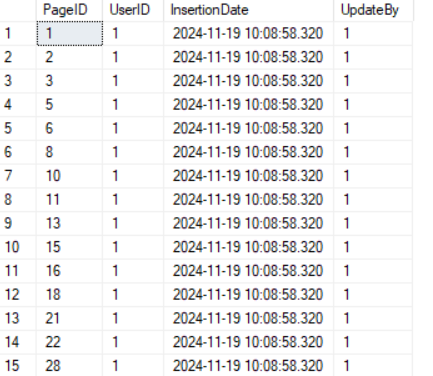 PageID UserID InsertionDate UpdateBy
1 1 1 2024-11-19 10:08:58.320 1
2 2 1 2024-11-19 10:08:58.320 1
3 3 1 2024-11-19 10:08:58.320 1
4 5 1 2024-11-19 10:08:58.320 1
5 6 1 2024-11-19 10:08:58.320 1
6 8 1 2024-11-19 10:08:58.320 1
7 10 1 2024-11-19 10:08:58.320 1
8 11 1 2024-11-19 10:08:58.320 1
9 13 1 2024-11-19 10:08:58.320 1
10 15 1 2024-11-19 10:08:58.320 1
11 16 1 2024-11-19 10:08:58.320 1
12 18 1 2024-11-19 10:08:58.320 1
13 21 1 2024-11-19 10:08:58.320 1
14 22 1 2024-11-19 10:08:58.320 1
15 28 1 2024-11-19 10:08:58.320 1